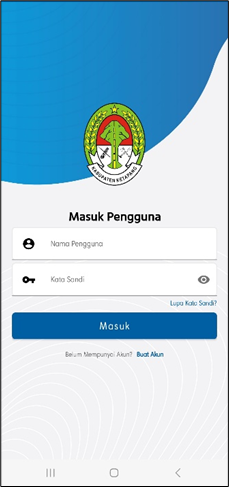 KABUPATEN KETAPANG
Masuk Pengguna
Nama Pengguna
Kata Sandi
Lupa Kata Sandi?
Masuk
Belum Mempunyai Akun? Buat Akun